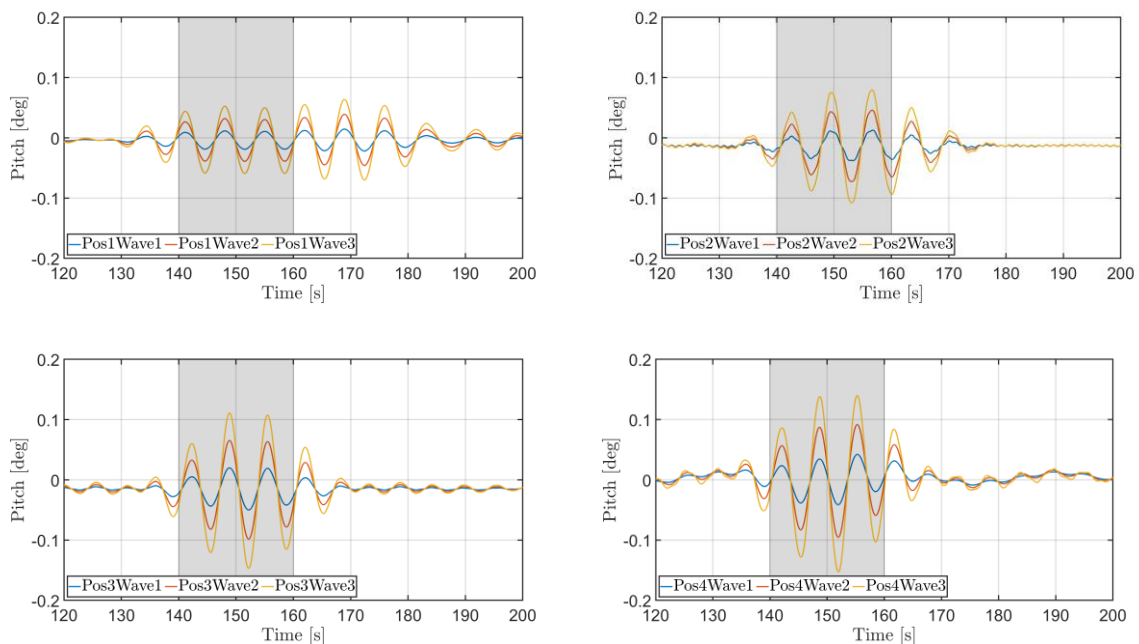 0.2
0.1
0
-0.1
-0.2
Pitch [deg]
Pos1Wave1 Pos1Wave2 Pos1Wave3
120 130 140 150 160 170 180 190 200
Time [s]
0.2
0.1
0
-0.1
-0.2
Pitch [deg]
Pos2Wave1 Pos2Wave2 Pos2Wave3
120 130 140 150 160 170 180 190 200
Time [s]
0.2
0.1
0
-0.1
-0.2
Pitch [deg]
Pos3Wave1 Pos3Wave2 Pos3Wave3
120 130 140 150 160 170 180 190 200
Time [s]
0.2
0.1
0
-0.1
-0.2
Pitch [deg]
Pos4Wave1 Pos4Wave2 Pos4Wave3
120 130 140 150 160 170 180 190 200
Time [s]